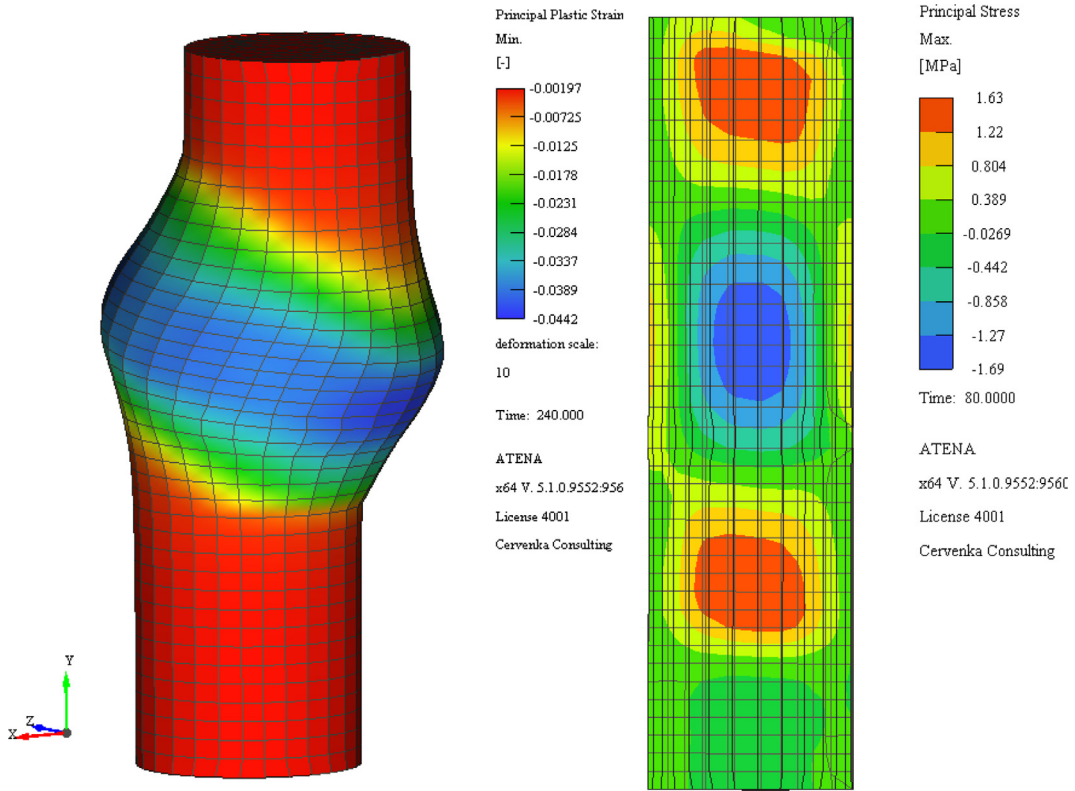 Principal Plastic Strain
Min.
[-]
-0.00197
-0.00725
-0.0125
-0.0178
-0.0231
-0.0284
-0.0337
-0.0389
-0.0442
deformation scale:
10
Time: 240.000
ATENA
x64 V. 5.1.0.9552:956
License 4001
Cervenka Consulting
Y
Z
X
Principal Stress
Max.
[MPa]
1.63
1.22
0.804
0.389
-0.0269
-0.442
-0.858
-1.27
-1.69
Time: 80.0000
ATENA
x64 V. 5.1.0.9552:9560
License 4001
Cervenka Consulting